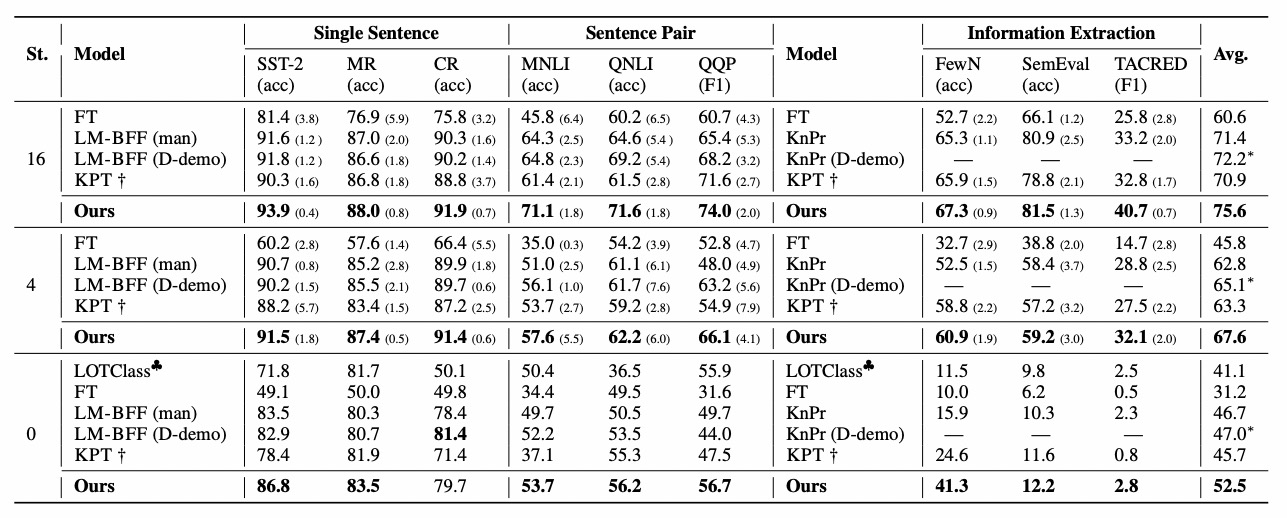 St. Model Single Sentence Sentence Pair Model Information Extraction Avg.
SST-2 MR CR MNLI QNLI QQP FewN SemEval TACRED
(acc) (acc) (acc) (acc) (acc) (F1) (acc) (acc) (F1)
FT 81.4 (3.8) 76.9 (5.9) 75.8 (3.2) 45.8 (6.4) 60.2 (6.5) 60.7 (4.3) FT 52.7 (2.2) 66.1 (1.2) 25.8 (2.8) 60.6
LM-BFF (man) 91.6 (1.2 ) 87.0 (2.0) 90.3 (1.6) 64.3 (2.5) 64.6 (5.4 ) 65.4 (5.3) KnPr 65.3 (1.1) 80.9 (2.5) 33.2 (2.0) 71.4
16 LM-BFF (D-demo) 91.8 (1.2 ) 86.6 (1.8) 90.2 (1.4) 64.8 (2.3) 69.2 (5.4) 68.2 (3.2) KnPr (D-demo) — — — 72.2*
KPT † 90.3 (1.6) 86.8 (1.8) 88.8 (3.7) 61.4 (2.1) 61.5 (2.8) 71.6 (2.7) KPT † 65.9 (1.5) 78.8 (2.1) 32.8 (1.7) 70.9
Ours 93.9 (0.4) 88.0 (0.8) 91.9 (0.7) 71.1 (1.8) 71.6 (1.8) 74.0 (2.0) Ours 67.3 (0.9) 81.5 (1.3) 40.7 (0.7) 75.6
FT 60.2 (2.8) 57.6 (1.4) 66.4 (5.5) 35.0 (0.3) 54.2 (3.9) 52.8 (4.7) FT 32.7 (2.9) 38.8 (2.0) 14.7 (2.8) 45.8
LM-BFF (man) 90.7 (0.8) 85.2 (2.8) 89.9 (1.8) 51.0 (2.5) 61.1 (6.1) 48.0 (4.9) KnPr 52.5 (1.5) 58.4 (3.7) 28.8 (2.5) 62.8
4 LM-BFF (D-demo) 90.2 (1.5) 85.5 (2.1) 89.7 (0.6) 56.1 (1.0) 61.7 (7.6) 63.2 (5.6) KnPr (D-demo) — — — 65.1*
KPT † 88.2 (5.7) 83.4 (1.5) 87.2 (2.5) 53.7 (2.7) 59.2 (2.8) 54.9 (7.9) KPT † 58.8 (2.2) 57.2 (3.2) 27.5 (2.2) 63.3
Ours 91.5 (1.8) 87.4 (0.5) 91.4 (0.6) 57.6 (5.5) 62.2 (6.0) 66.1 (4.1) Ours 60.9 (1.9) 59.2 (3.0) 32.1 (2.0) 67.6
LOTClass♣ 71.8 81.7 50.1 50.4 36.5 55.9 LOTClass♣ 11.5 9.8 2.5 41.1
FT 49.1 50.0 49.8 34.4 49.5 31.6 FT 10.0 6.2 0.5 31.2
LM-BFF (man) 83.5 80.3 78.4 49.7 50.5 49.7 KnPr 15.9 10.3 2.3 46.7
0 LM-BFF (D-demo) 82.9 80.7 81.4 52.2 53.5 44.0 KnPr (D-demo) — — — 47.0*
KPT † 78.4 81.9 71.4 37.1 55.3 47.5 KPT † 24.6 11.6 0.8 45.7
Ours 86.8 83.5 79.7 53.7 56.2 56.7 Ours 41.3 12.2 2.8 52.5